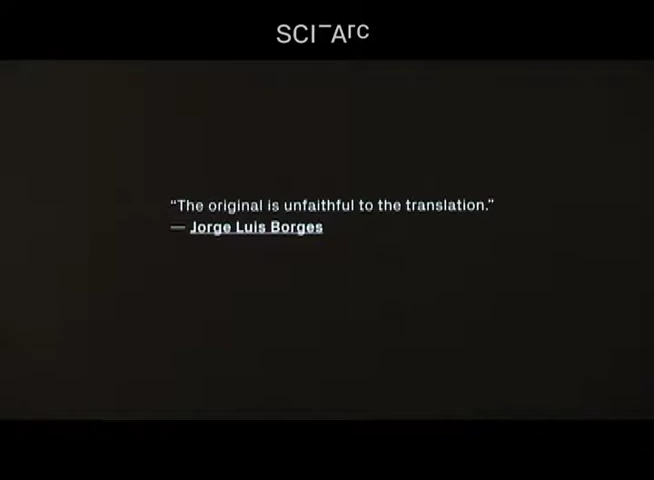 SCI-Arc
“The original is unfaithful to the translation.”
— Jorge Luis Borges